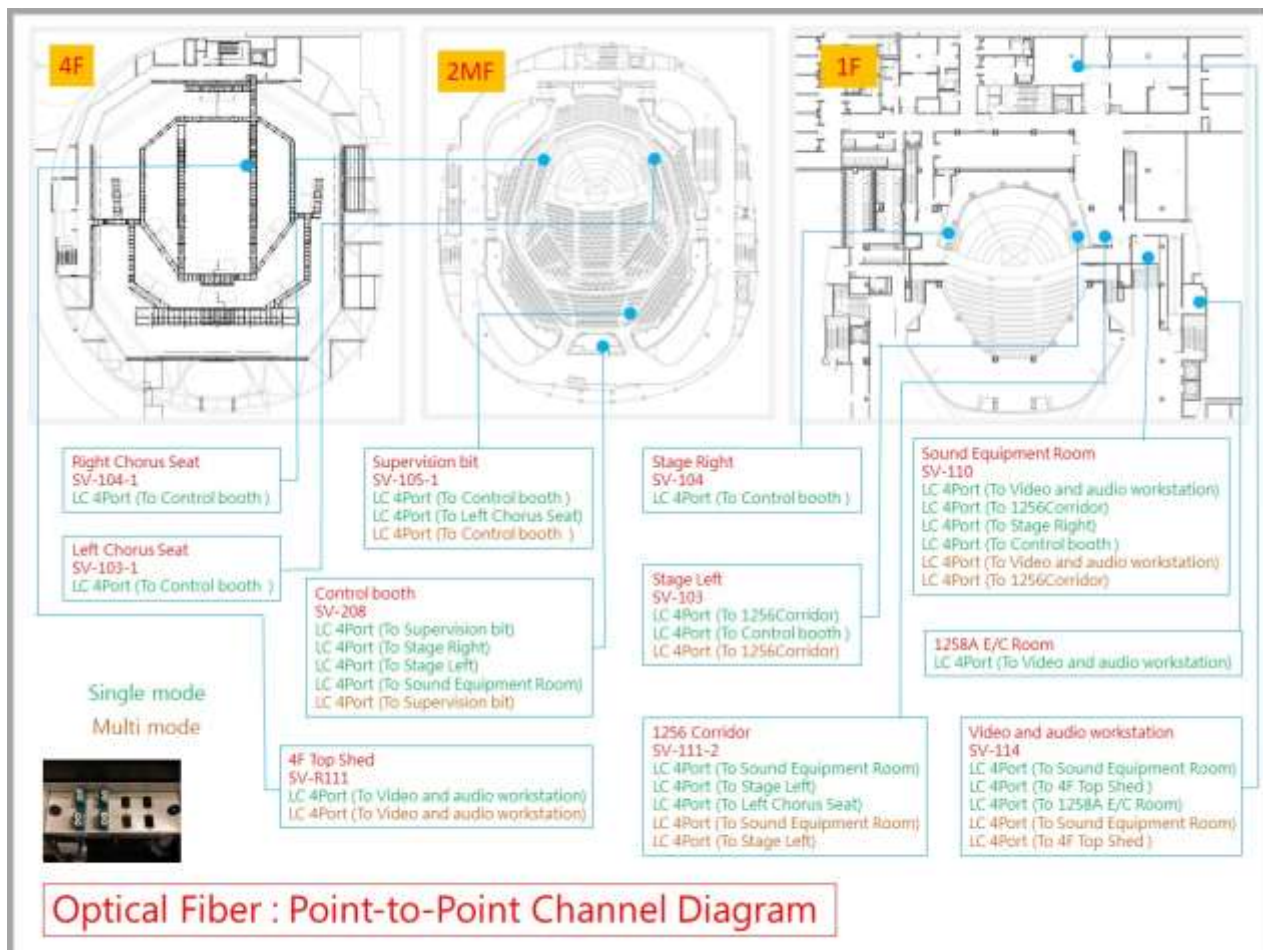 4F
2MF
1F
Right Chorus Seat
SV-104-1
LC 4Port (To Control booth )
Left Chorus Seat
SV-103-1
LC 4Port (To Control booth )
Supervision bit
SV-105-1
LC 4Port (To Control booth )
LC 4Port (To Left Chorus Seat)
LC 4Port (To Control booth )
Control booth
SV-208
LC 4Port (To Supervision bit)
LC 4Port (To Stage Right)
LC 4Port (To Stage Left)
LC 4Port (To Sound Equipment Room)
LC 4Port (To Supervision bit)
4F Top Shed
SV-R111
LC 4Port (To Video and audio workstation)
LC 4Port (To Video and audio workstation)
Stage Right
SV-104
LC 4Port (To Control booth )
Stage Left
SV-103
LC 4Port (To 1256Corridor)
LC 4Port (To Control booth )
LC 4Port (To 1256Corridor)
1256 Corridor
SV-111-2
LC 4Port (To Sound Equipment Room)
LC 4Port (To Stage Left)
LC 4Port (To Left Chorus Seat)
LC 4Port (To Sound Equipment Room)
LC 4Port (To Stage Left)
Sound Equipment Room
SV-110
LC 4Port (To Video and audio workstation)
LC 4Port (To 1256Corridor)
LC 4Port (To Stage Right)
LC 4Port (To Control booth )
LC 4Port (To Video and audio workstation)
LC 4Port (To 1256Corridor)
1258A E/C Room
LC 4Port (To Video and audio workstation)
Video and audio workstation
SV-114
LC 4Port (To Sound Equipment Room)
LC 4Port (To 4F Top Shed )
LC 4Port (To 1258A E/C Room)
LC 4Port (To Sound Equipment Room)
LC 4Port (To 4F Top Shed )
Single mode
Multi mode
Optical Fiber : Point-to-Point Channel Diagram